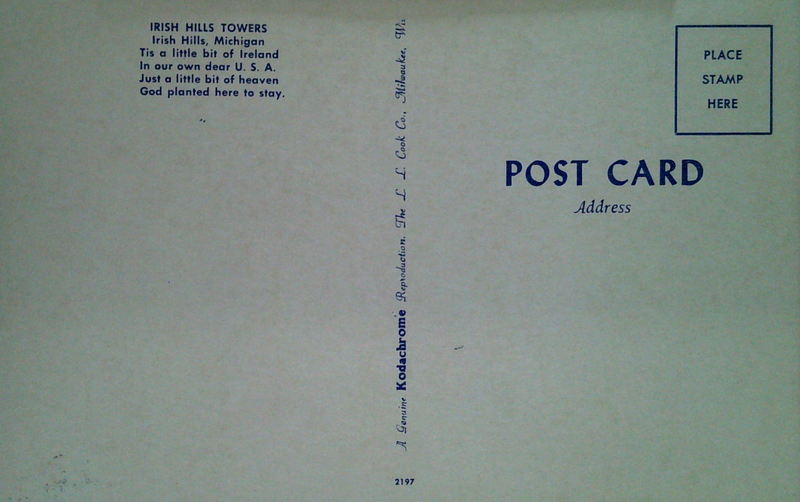 IRISH HILLS TOWERS
Irish Hills, Michigan
Tis a little bit of Ireland
In our own dear U. S. A.
Just a little bit of heaven
God planted here to stay.
A Genuine Kodachrome Reproduction, The L. L. Cook Co., Milwaukee, Wis
2197
PLACE
STAMP
HERE
POST CARD
Address